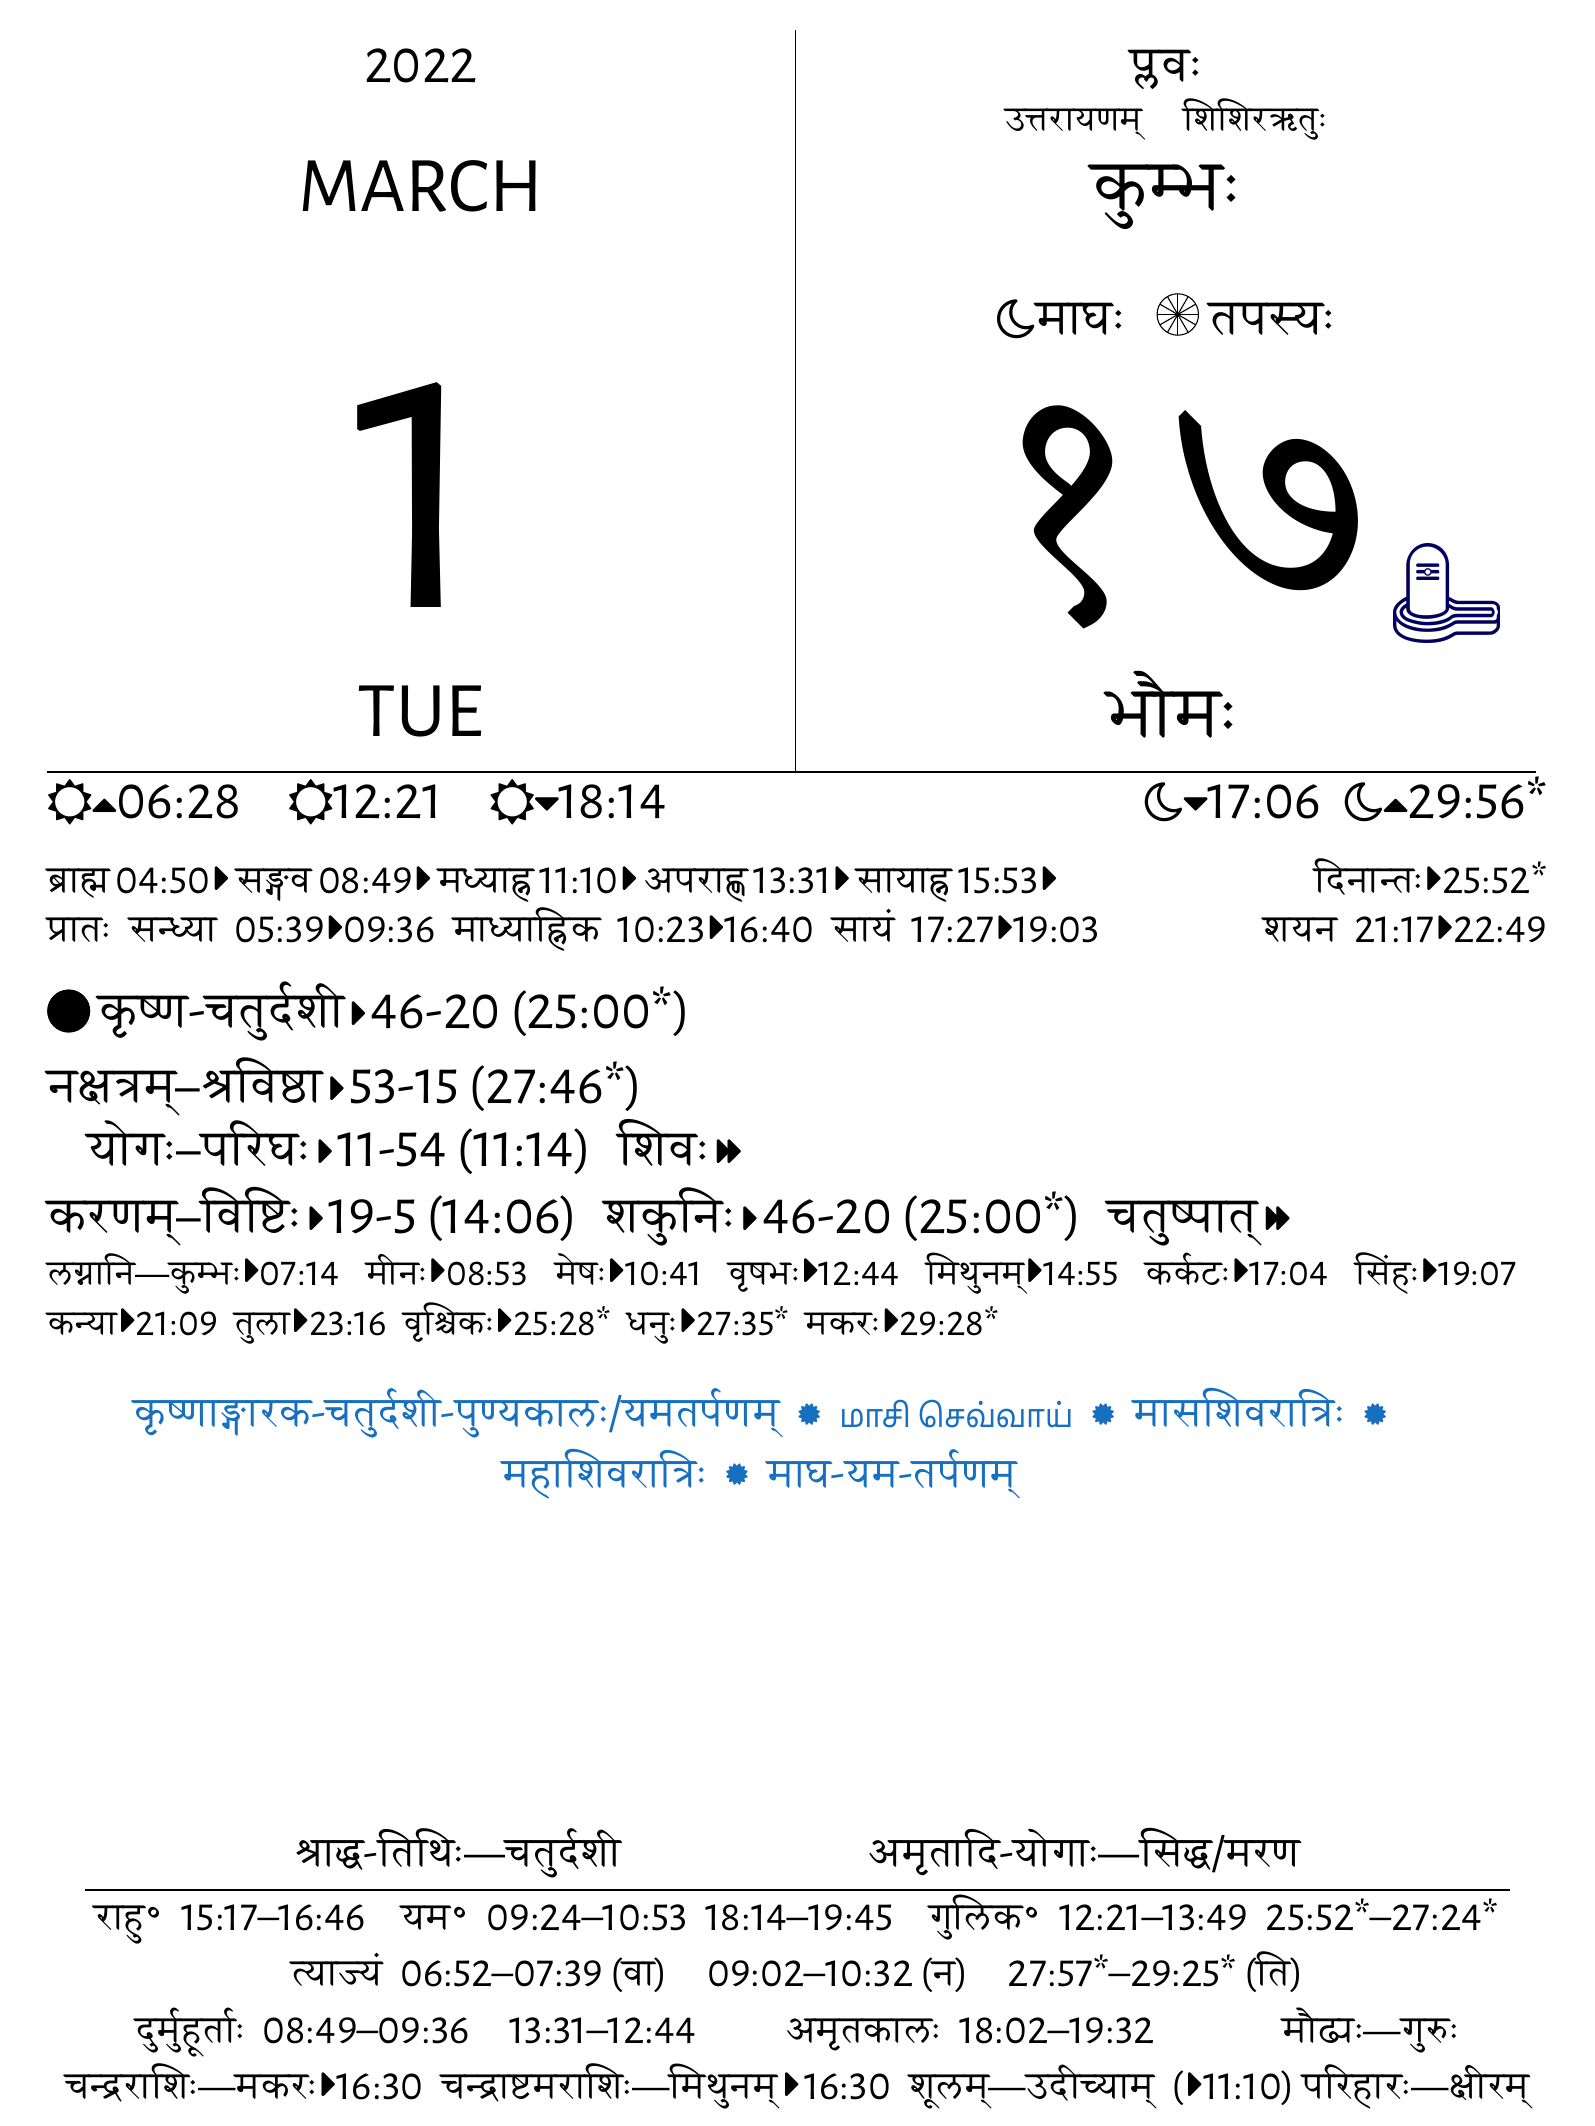 2022
MARCH
1
TUE
प्लवः
उत्तरायणम् शिशिरऋतुः
कुम्भः
माघः तपस्यः
१७
भौमः
06:28 12:21 18:14 17:06 29:56*
ब्राह्म 04:50 सङ्गव 08:49 मध्याह्न 11:10 अपराह्ण 13:31 सायाह्न 15:53 दिनान्तः 25:52*
प्रातः सन्ध्या 05:39 09:36 माध्याह्निक 10:23 16:40 सायं 17:27 19:03 शयन 21:17 22:49
कृष्ण-चतुर्दशी 46-20 (25:00*)
नक्षत्रम्–श्रविष्ठा 53-15 (27:46*)
योगः–परिघः 11-54 (11:14) शिवः
करणम्–विष्टिः 19-5 (14:06) शकुनिः 46-20 (25:00*) चतुष्पात्
लग्नानि—कुम्भः 07:14 मीनः 08:53 मेषः 10:41 वृषभः 12:44 मिथुनम् 14:55 कर्कटः 17:04 सिंहः 19:07
कन्या 21:09 तुला 23:16 वृश्चिकः 25:28* धनुः 27:35* मकरः 29:28*
कृष्णाङ्गारक-चतुर्दशी-पुण्यकालः/यमतर्पणम् ✹ மாசி செவ்வாய் ✹ मासशिवरात्रिः ✹
महाशिवरात्रिः ✹ माघ-यम-तर्पणम्
श्राद्ध-तिथिः—चतुर्दशी अमृतादि-योगाः—सिद्ध/मरण
राहु॰ 15:17–16:46 यम॰ 09:24–10:53 18:14–19:45 गुलिक॰ 12:21–13:49 25:52*–27:24*
त्याज्यं 06:52–07:39 (वा) 09:02–10:32 (न) 27:57*–29:25* (ति)
दुर्मुहूर्ताः 08:49–09:36 13:31–12:44 अमृतकालः 18:02–19:32 मौढ्यः—गुरुः
चन्द्रराशिः—मकरः 16:30 चन्द्राष्टमराशिः—मिथुनम् 16:30 शूलम्—उदीच्याम् (11:10) परिहारः—क्षीरम्